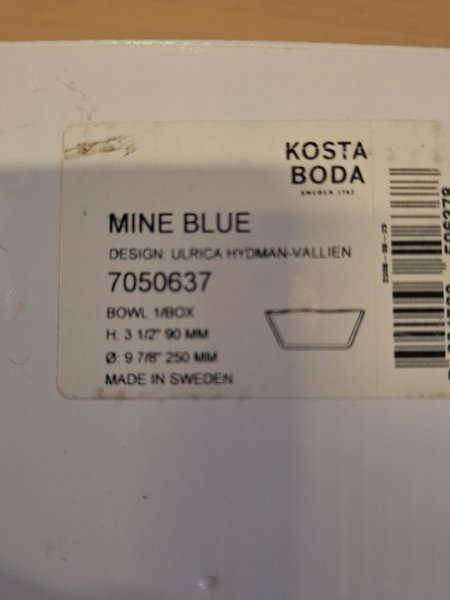 KOSTA
BODA
SWEDEN 1742
MINE BLUE
DESIGN: ULRICA HYDMAN-VALLIEN
7050637
BOWL 1/BOX
H: 3 1/2" 90 MM
Ø: 9 7/8" 250 MM
MADE IN SWEDEN